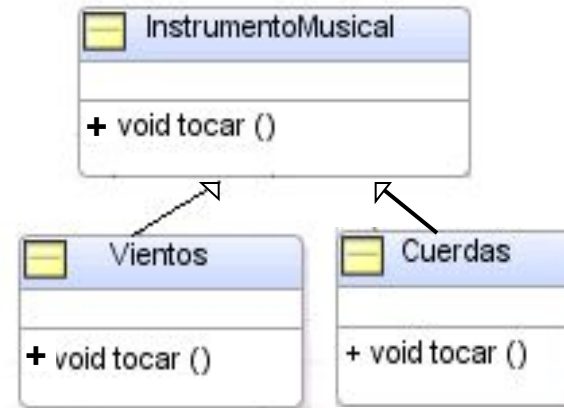 InstrumentoMusical
+ void tocar ()
Vientos
+ void tocar ()
Cuerdas
+ void tocar ()